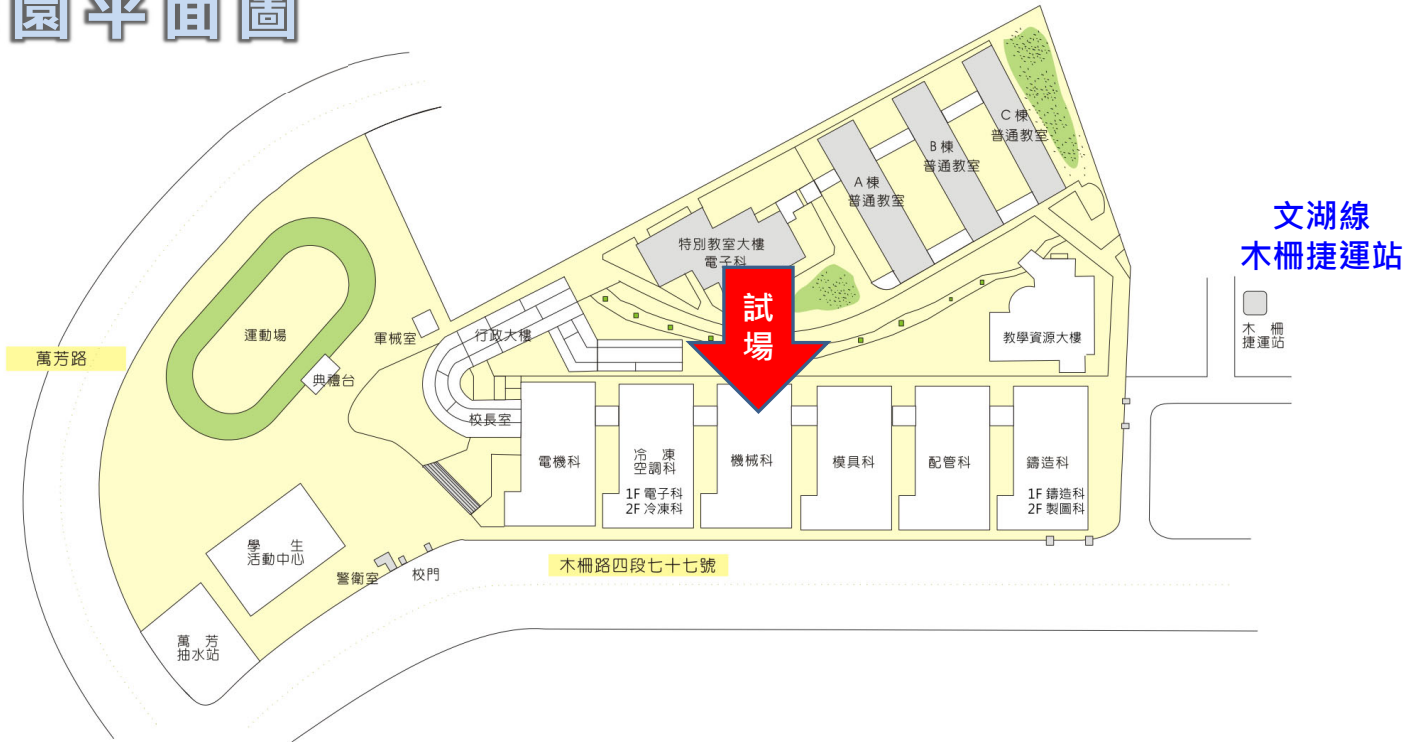 園平面圖
C棟
普通教室
B棟
普通教室
A棟
普通教室
文湖線
木柵捷運站
特別教室大樓
電子科
試
場
木 柵
捷運站
運動場
軍械室
行政大樓
教學資源大樓
萬芳路
典禮台
校長室
電機科
冷 凍
空調科
1F 電子科
2F 冷凍科
機械科
模具科
配管科
鑄造科
1F 鑄造科
2F 製圖科
學 生
活動中心
警衛室
校門
木柵路四段七十七號
萬 芳
抽水站